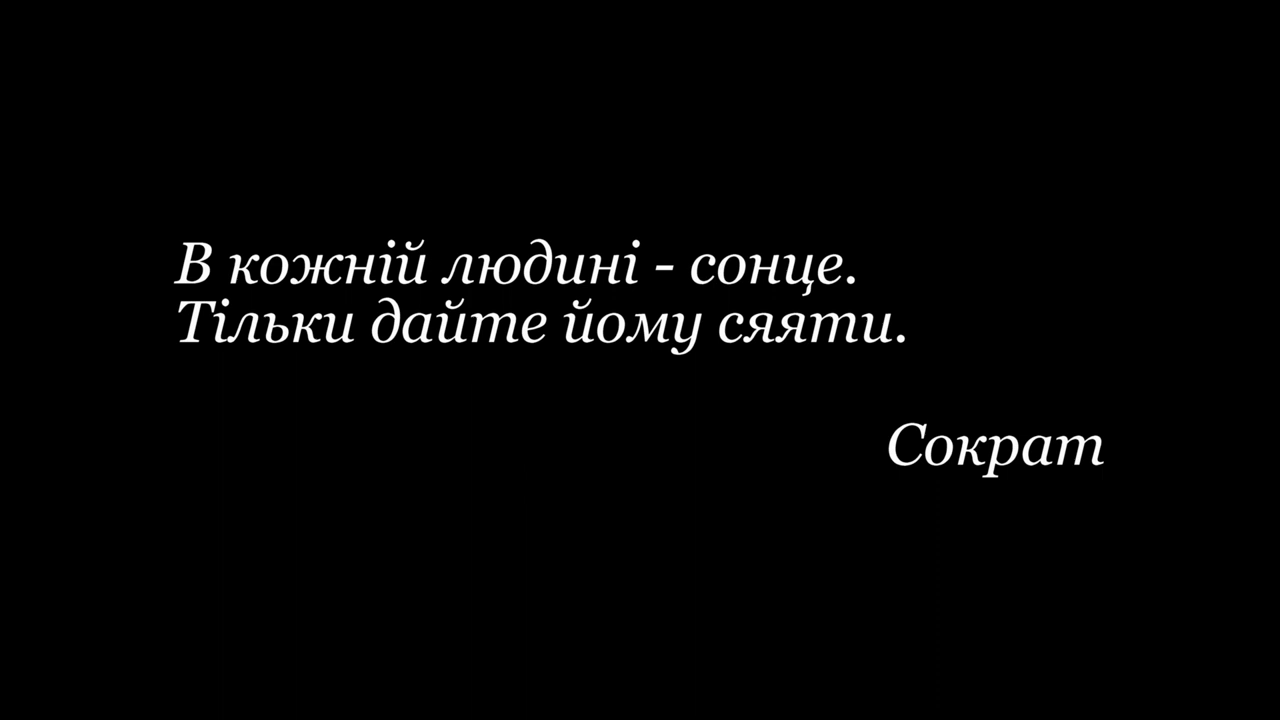 В кожній людині - сонце.
Тільки дайте йому сяяти.
Сократ